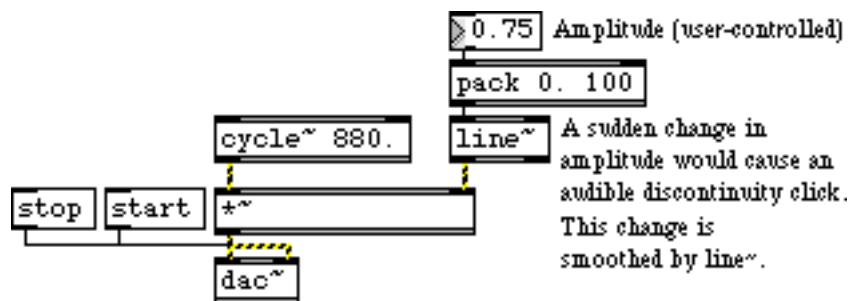 0.75 Amplitude (user-controlled)
pack 0. 100
cycle~ 880.
line~
A sudden change in
amplitude would cause an
audible discontinuity click.
This change is
smoothed by line~.
stop
start
*~
dac~